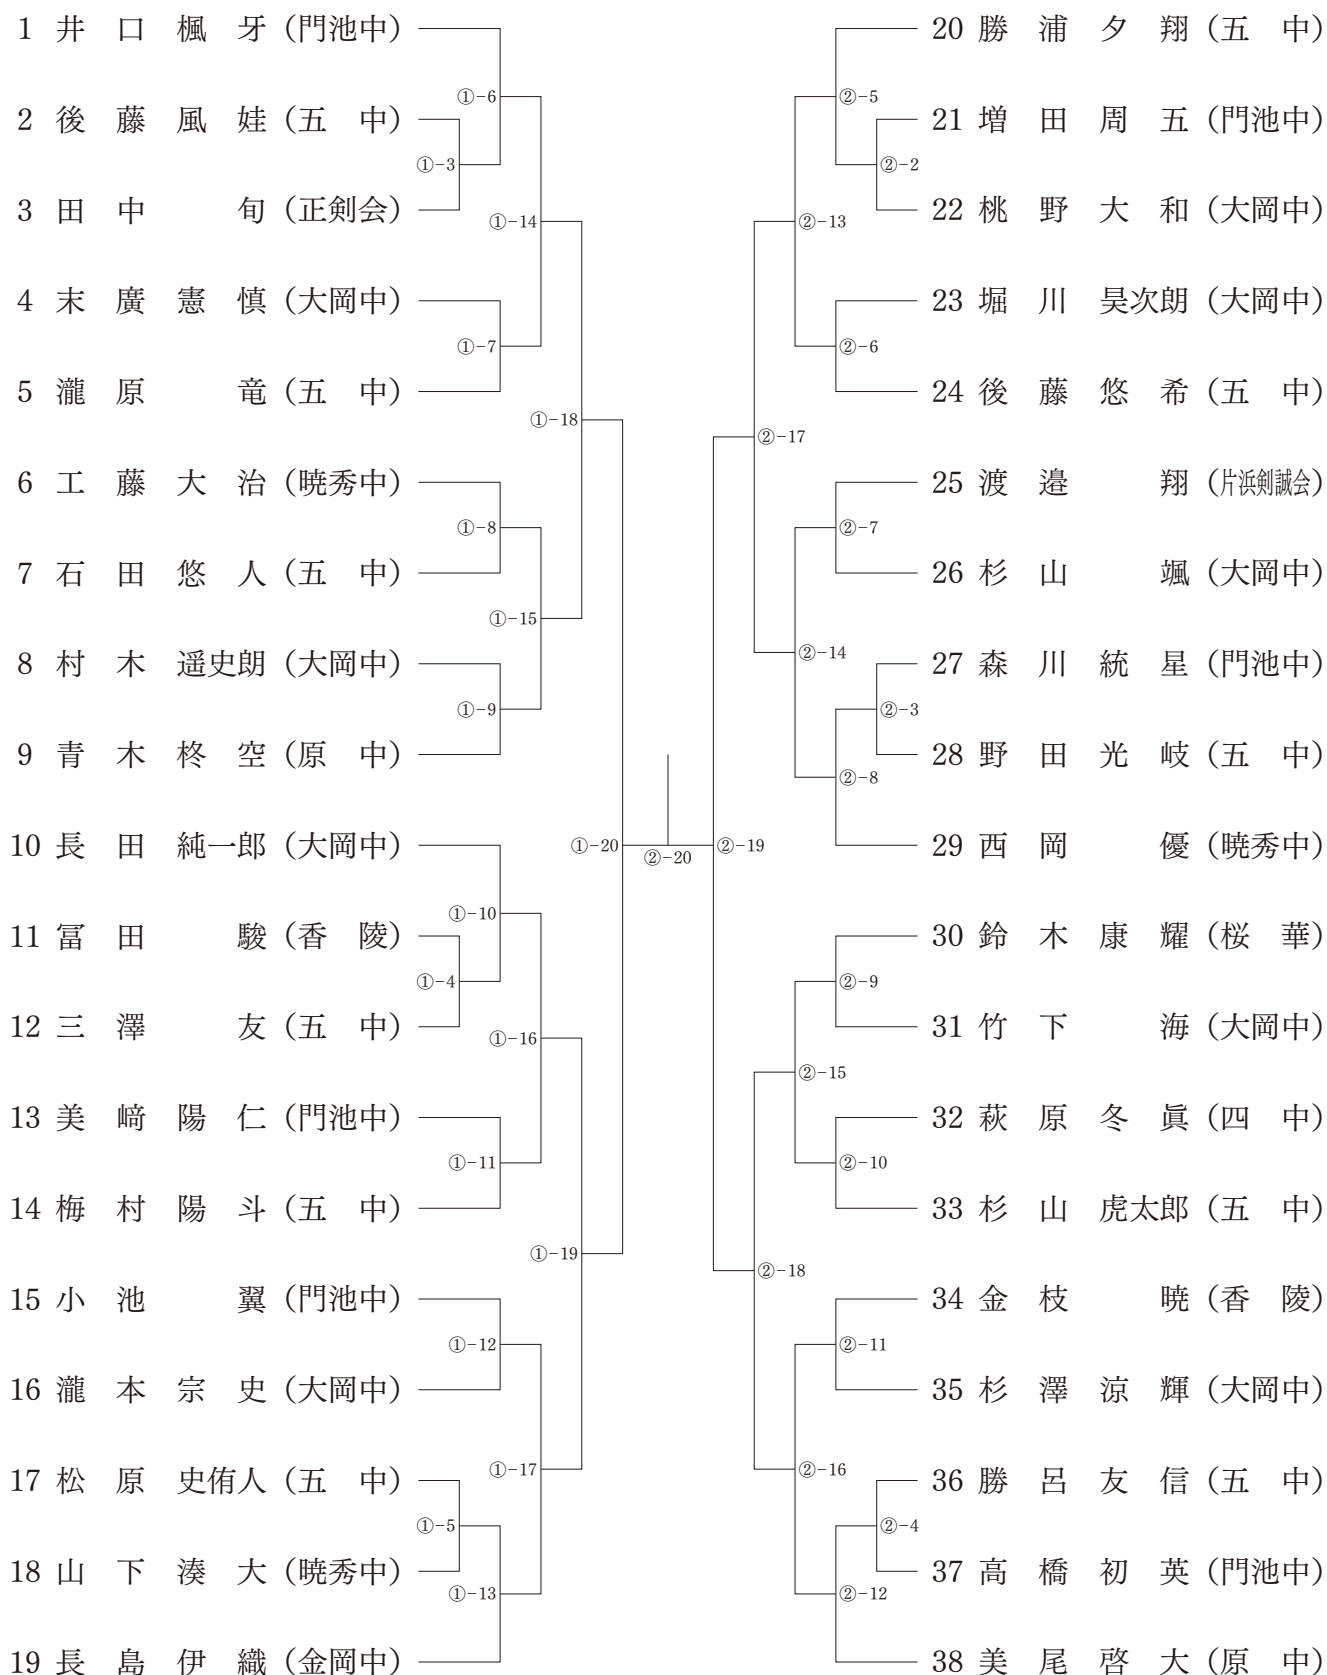 1 井口楓牙(門池中)
2 後藤風娃(五中)
3 田中旬(正剣会)
4 末廣憲慎(大岡中)
5 瀧原竜(五中)
6 工藤大治(暁秀中)
7 石田悠人(五中)
8 村木遥史朗(大岡中)
9 青木柊空(原中)
10 長田純一郎(大岡中)
11 冨田駿(香陵)
12 三澤友(五中)
13 美﨑陽仁(門池中)
14 梅村陽斗(五中)
15 小池翼(門池中)
16 瀧本宗史(大岡中)
17 松原史侑人(五中)
18 山下湊大(暁秀中)
19 長島伊織(金岡中)
①-6
①-3
①-14
①-7
①-18
①-8
①-15
①-9
①-20
①-10
①-4
①-16
①-11
①-19
①-12
①-17
①-5
①-13
②-20
②-19
②-5
②-2
②-13
②-6
②-17
②-7
②-14
②-3
②-8
②-9
②-15
②-10
②-18
②-11
②-16
②-4
②-12
20 勝浦夕翔(五中)
21 増田周五(門池中)
22 桃野大和(大岡中)
23 堀川昊次朗(大岡中)
24 後藤悠希(五中)
25 渡邉翔(片浜剣誠会)
26 杉山颯(大岡中)
27 森川統星(門池中)
28 野田光岐(五中)
29 西岡優(暁秀中)
30 鈴木康耀(桜華)
31 竹下海(大岡中)
32 萩原冬眞(四中)
33 杉山虎太郎(五中)
34 金枝暁(香陵)
35 杉澤涼輝(大岡中)
36 勝呂友信(五中)
37 高橋初英(門池中)
38 美尾啓大(原中)